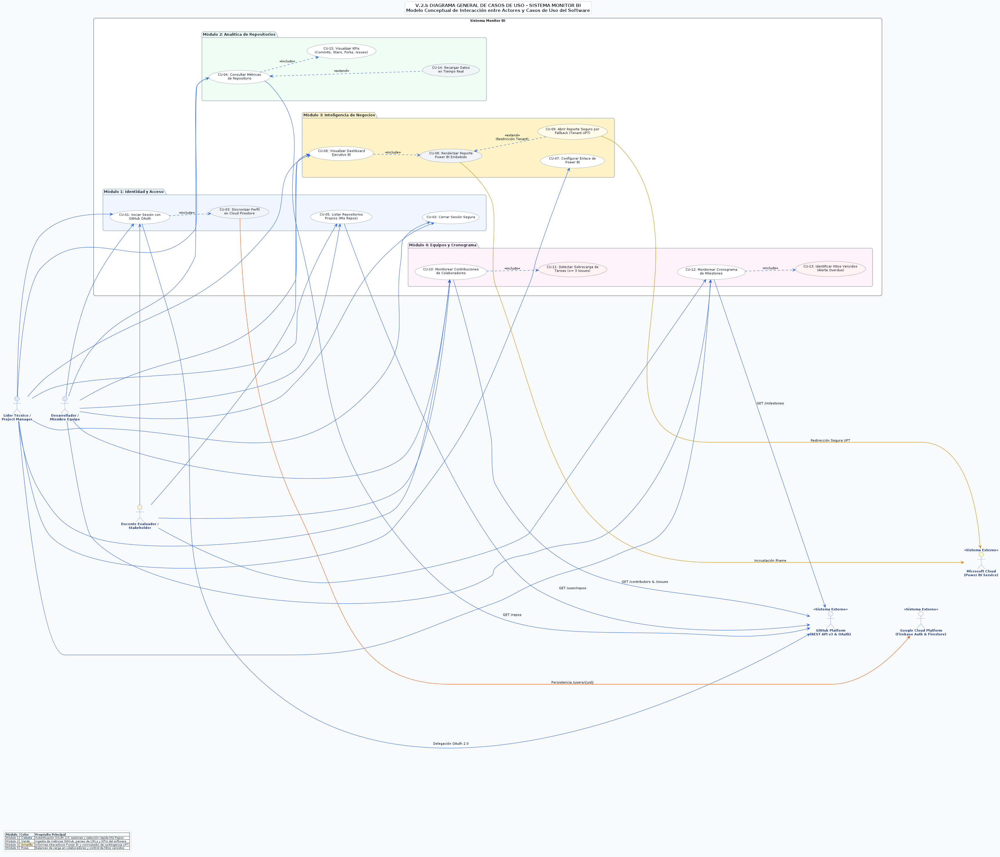 V.2.b DIAGRAMA GENERAL DE CASOS DE USO - SISTEMA MONITOR BI
Modelo Conceptual de Interacción entre Actores y Casos de Uso del Software
Sistema Monitor BI
Módulo 2: Analítica de Repositorios
CU-15: Visualizar KPIs
(Commits, Stars, Forks, Issues)
«include»
CU-14: Recargar Datos
en Tiempo Real
«extend»
CU-04: Consultar Métricas
de Repositorio
Módulo 3: Inteligencia de Negocios
CU-09: Abrir Reporte Seguro por
Fallback (Tenant UPT)
«extend»
(Restricción Tenant)
CU-06: Visualizar Dashboard
Ejecutivo BI
«include»
CU-08: Renderizar Reporte
Power BI Embebido
CU-07: Configurar Enlace de
Power BI
Módulo 1: Identidad y Acceso
CU-01: Iniciar Sesión con
GitHub OAuth
«include»
CU-03: Sincronizar Perfil
en Cloud Firestore
CU-05: Listar Repositorios
Propios (Mis Repos)
CU-02: Cerrar Sesión Segura
Módulo 4: Equipos y Cronograma
CU-10: Monitorear Contribuciones
de Colaboradores
«include»
CU-11: Detectar Sobrecarga de
Tareas (>= 3 Issues)
CU-12: Monitorear Cronograma
de Milestones
«include»
CU-13: Identificar Hitos Vencidos
(Alerta Overdue)
GET /milestones
Líder Técnico /
Project Manager
Desarrollador /
Miembro Equipo
Redirección Segura UPT
Docente Evaluador /
Stakeholder
«Sistema Externo»
Microsoft Cloud
(Power BI Service)
Incrustación Iframe
GET /contributors & /issues
GET /user/repos
GET /repos
«Sistema Externo»
GitHub Platform
(REST API v3 & OAuth)
«Sistema Externo»
Google Cloud Platform
(Firebase Auth & Firestore)
Persistencia /users/{uid}
Delegación OAuth 2.0
Módulo Color Propósito Principal
Módulo 1 Celeste Autenticación OAuth 2.0, sesiones y selección rápida Mis Repos
Módulo 2 Verde Ingesta de métricas GitHub, parseo de URLs y KPIs del software
Módulo 3 Amarillo Informes interactivos Power BI y conmutador de contingencia UPT
Módulo 4 Rosa Balanceo de carga en colaboradores y control de hitos vencidos